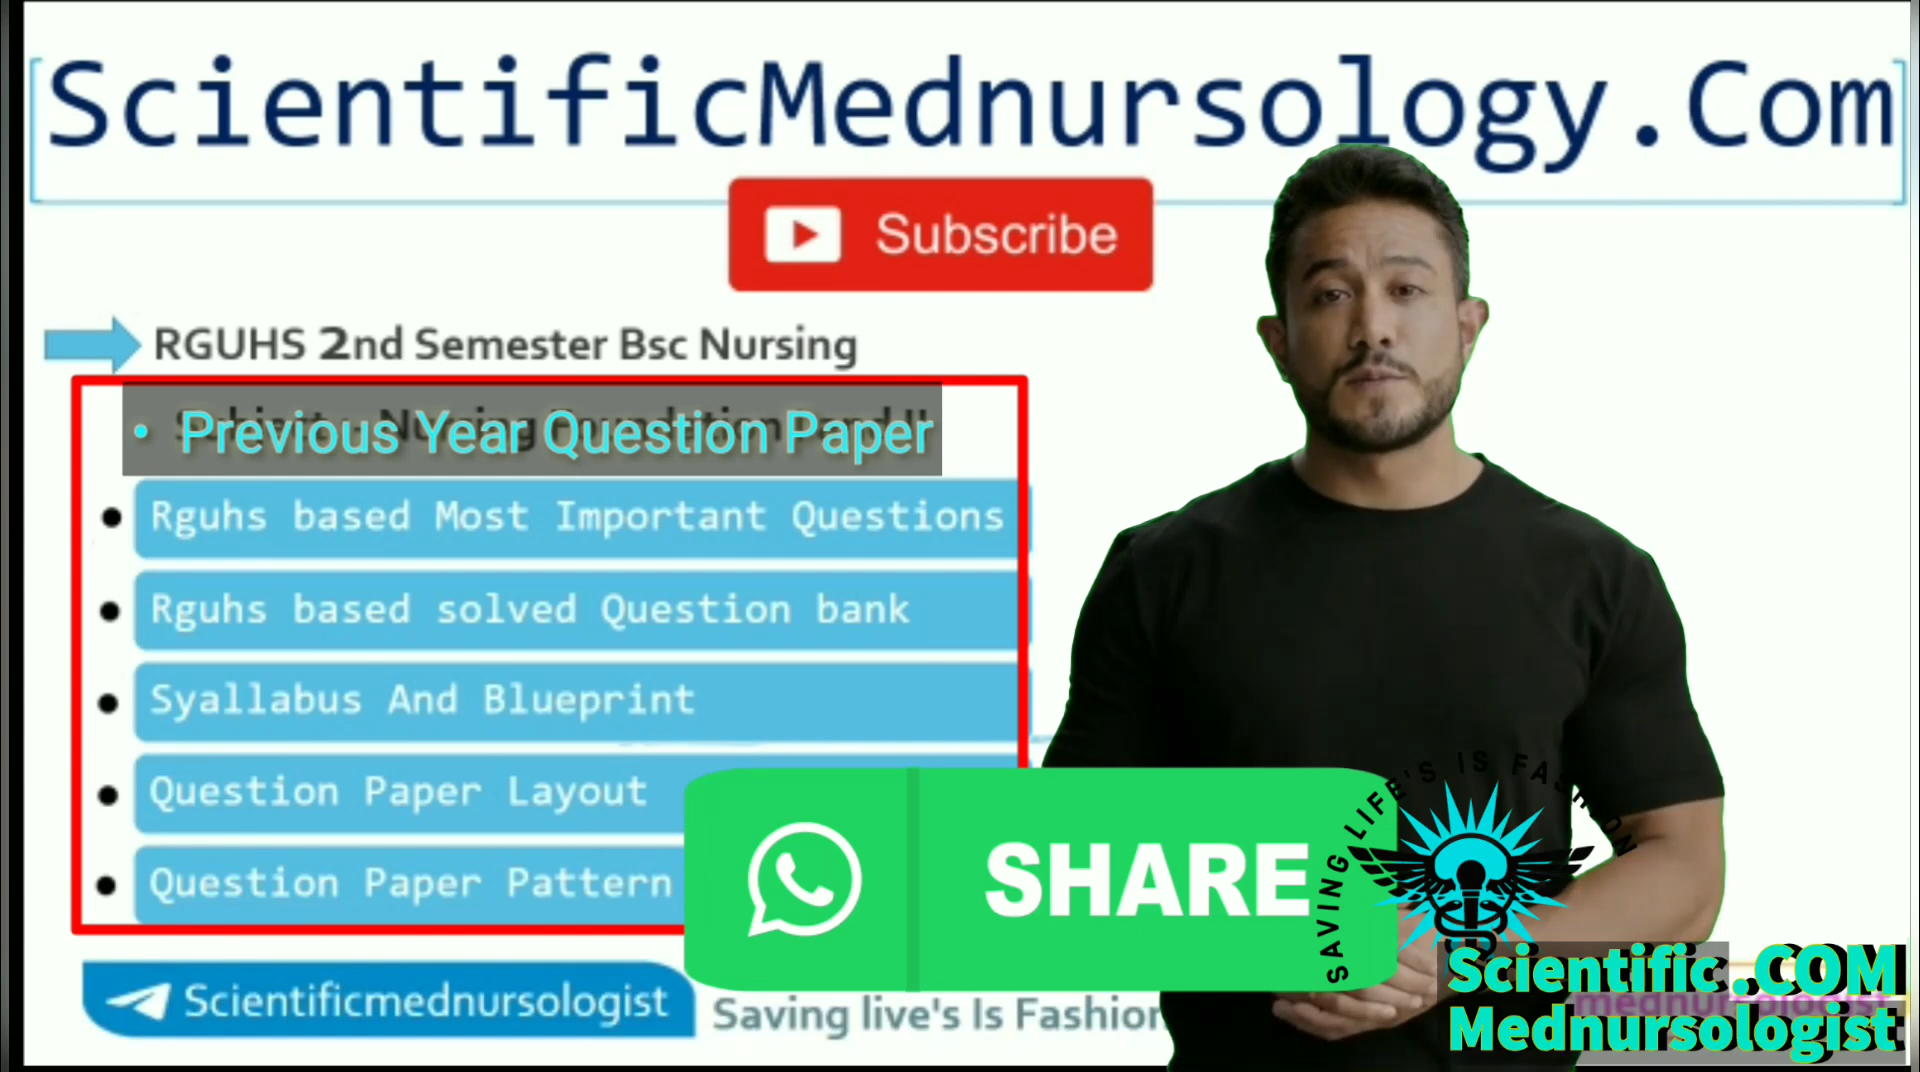 ScientificMednursology.Com
Subscribe
RGUHS 2nd Semester Bsc Nursing
• Previous Year Question Paper
• Rguhs based Most Important Questions
• Rguhs based solved Question bank
• Syallabus And Blueprint
• Question Paper Layout
• Question Paper Pattern
SHARE
SAVING LIFE'S IS FASHION
Scientificmednursologist
Saving live's Is Fashion
Scientific.COM
Mednursologist